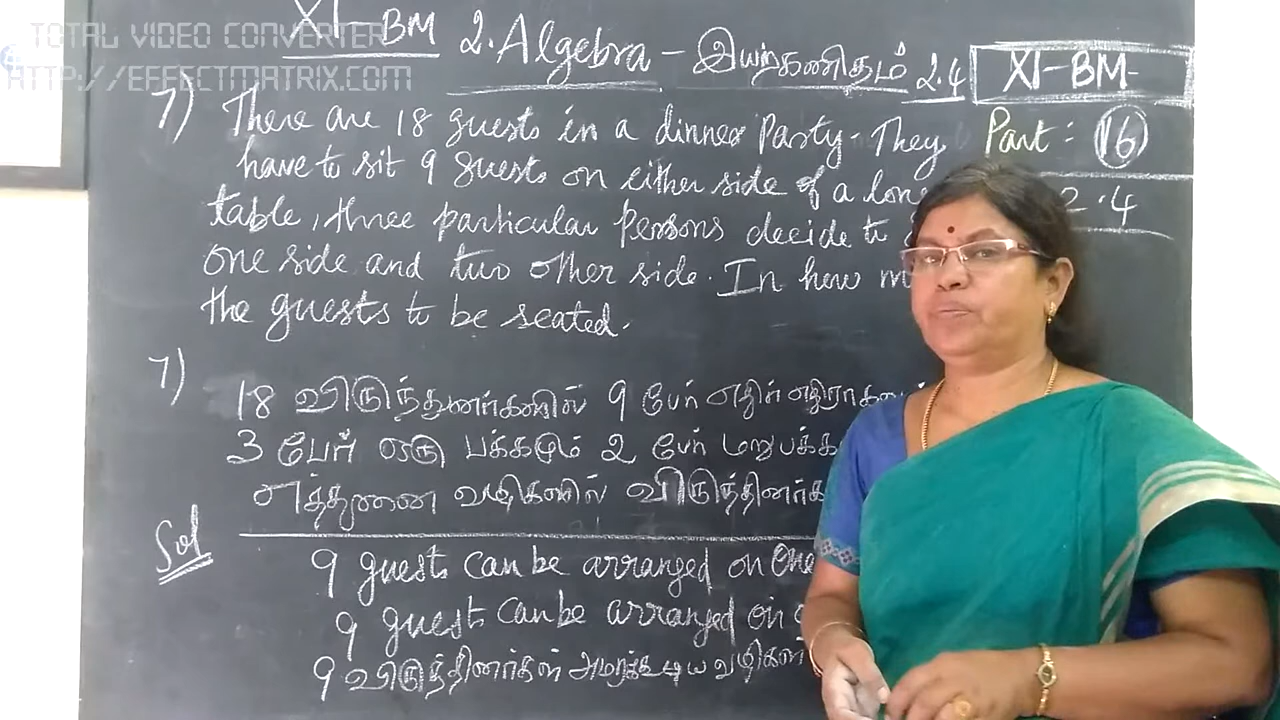 TOTAL VIDEO CONVERTER
HTTP://EFFECTMATRIX.COM
XI-BM 2.Algebra - இயற்கணிதம் 2.4
XI-BM-
Part: 16
2.4
7) There are 18 guests in a dinner Party. They
have to sit 9 guests on either side of a lon
table, three particular persons decide to
one side and two other side. In how m
the guests to be seated.
7)
18 விருந்தினர்களில் 9 பேர் எதிர் எதிராகவும்
3 பேர் ஒரு பக்கமும் 2 பேர் மறுபக்க
எத்தனை வழிகளில் விருந்தினர்க
Sol
9 guest can be arranged on One
9 guest can be arranged on
9 விருந்தினர்கள் அமரக்கூடிய வழிகள்